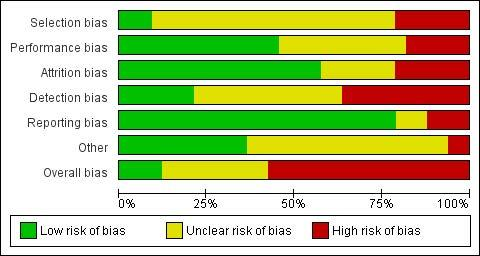 Selection bias
Performance bias
Attrition bias
Detection bias
Reporting bias
Other
Overall bias
0% 25% 50% 75% 100%
Low risk of bias Unclear risk of bias High risk of bias